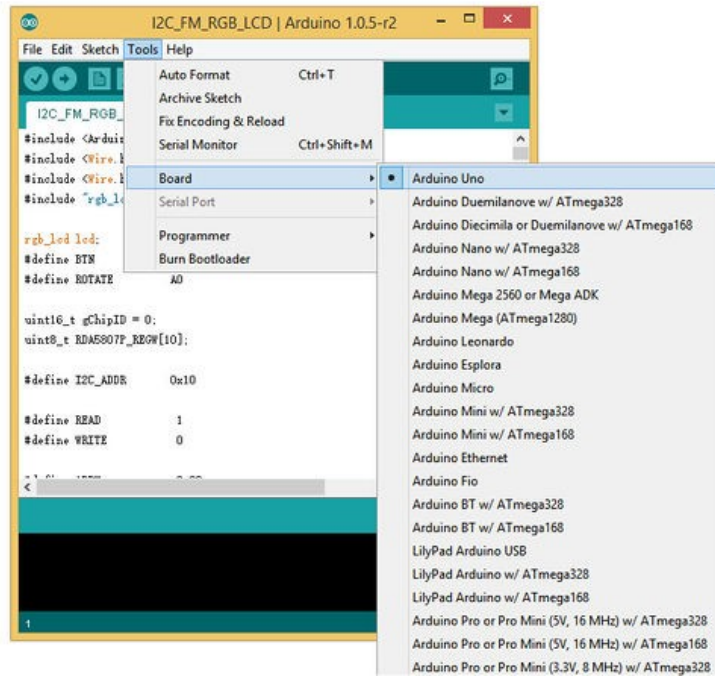 I2C_FM_RGB_LCD | Arduino 1.0.5-r2
File Edit Sketch Tools Help
Auto Format Ctrl+T
Archive Sketch
Fix Encoding & Reload
Serial Monitor Ctrl+Shift+M
Board
Serial Port
Programmer
Burn Bootloader
I2C_FM_RGB_
#include <Arduin
#include <Wire.h
#include <Wire.h
#include "rgb_lc
rgb_lcd lcd;
#define BTN
#define ROTATE A0
uint16_t gChipID = 0;
uint8_t RDA5807P_REGW[10];
#define I2C_ADDR 0x10
#define READ 1
#define WRITE 0
1
Arduino Uno
Arduino Duemilanove w/ ATmega328
Arduino Diecimila or Duemilanove w/ ATmega168
Arduino Nano w/ ATmega328
Arduino Nano w/ ATmega168
Arduino Mega 2560 or Mega ADK
Arduino Mega (ATmega1280)
Arduino Leonardo
Arduino Esplora
Arduino Micro
Arduino Mini w/ ATmega328
Arduino Mini w/ ATmega168
Arduino Ethernet
Arduino Fio
Arduino BT w/ ATmega328
Arduino BT w/ ATmega168
LilyPad Arduino USB
LilyPad Arduino w/ ATmega328
LilyPad Arduino w/ ATmega168
Arduino Pro or Pro Mini (5V, 16 MHz) w/ ATmega328
Arduino Pro or Pro Mini (5V, 16 MHz) w/ ATmega168
Arduino Pro or Pro Mini (3.3V, 8 MHz) w/ ATmega328